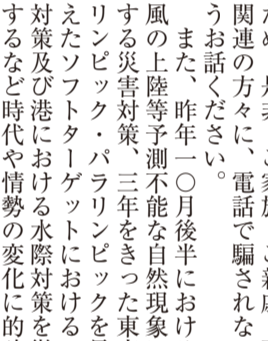 関連の方々に、電話で騙されな
うお話ください。
また、昨年一〇月後半におけ
風の上陸等予測不能な自然現象
する災害対策、三年をきった東
リンピック・パラリンピックを見
えたソフトターゲットにおける
対策及び港における水際対策を
するなど時代や情勢の変化に的